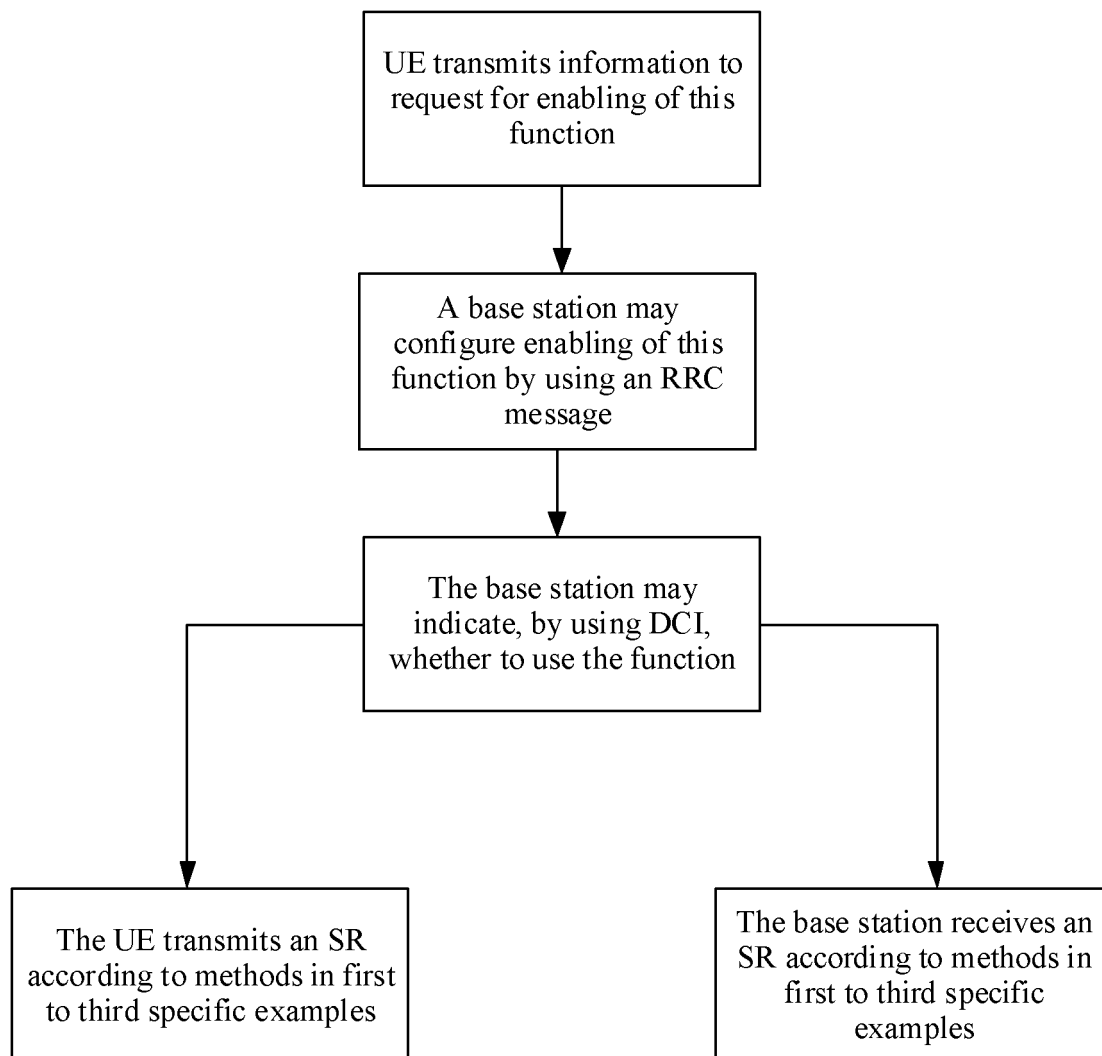 UE transmits information to
request for enabling of this
function
A base station may
configure enabling of this
function by using an RRC
message
The base station may
indicate, by using DCI,
whether to use the function
The UE transmits an SR
according to methods in first
to third specific examples
The base station receives an
SR according to methods in
first to third specific
examples